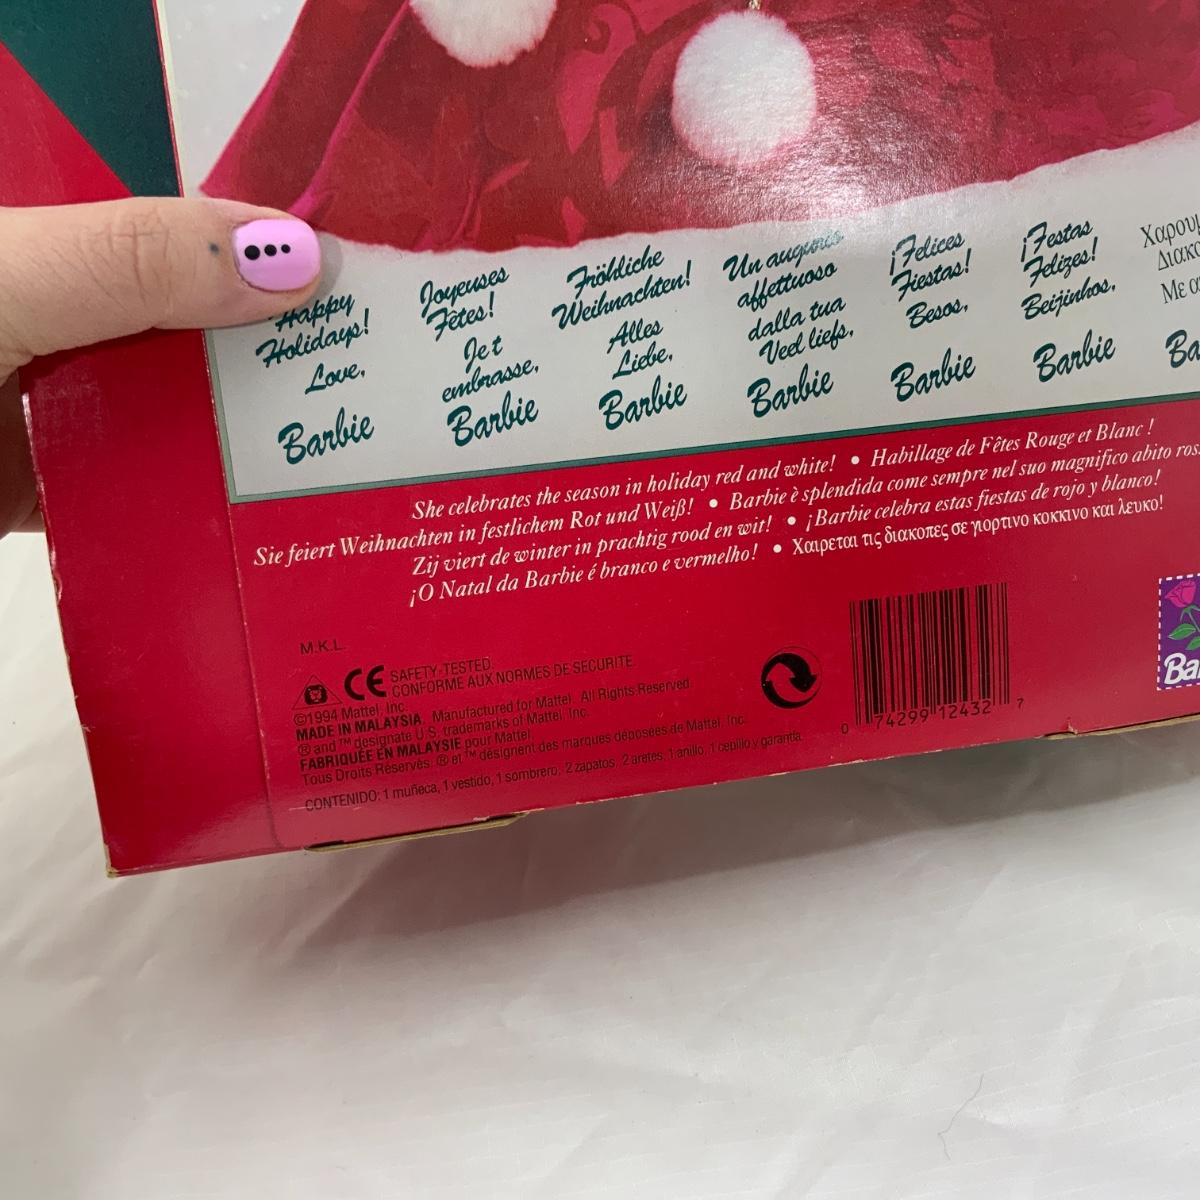 Happy
Holidays!
Love,
Barbie
Joyeuses
Fêtes!
Je t
embrasse,
Barbie
Fröhliche
Weihnachten!
Alles
Liebe,
Barbie
Un augurio
affettuoso
dalla tua
Veel liefs,
Barbie
¡Felices
Fiestas!
Besos,
Barbie
¡Festas
Felizes!
Beijinhos,
Barbie
Με
She celebrates the season in holiday red and white! • Habillage de Fêtes Rouge et Blanc !
Sie feiert Weihnachten in festlichem Rot und Weiß! • Barbie è splendida come sempre nel suo magnifico abito
Zij viert de winter in prachtig rood en wit! • ¡Barbie celebra estas fiestas de rojo y blanco!
¡O Natal da Barbie é branco e vermelho! • Χαιρεται τις διακοπες σε γιορτινο κοκκινο και λευκο!
M.K.L.
CE SAFETY-TESTED.
CONFORME AUX NORMES DE SECURITE.
©1994 Mattel, Inc.
MADE IN MALAYSIA. Manufactured for Mattel. All Rights Reserved.
® and ™ designate U.S. trademarks of Mattel, Inc.
FABRIQUÉE EN MALAYSIE pour Mattel.
Tous Droits Réservés. ® et ™ désignent des marques déposées de Mattel, Inc.
CONTENIDO: 1 muñeca, 1 vestido, 1 sombrero, 2 zapatos, 2 aretes, 1 anillo, 1 cepillo y garantía.
0 74299 12432 7